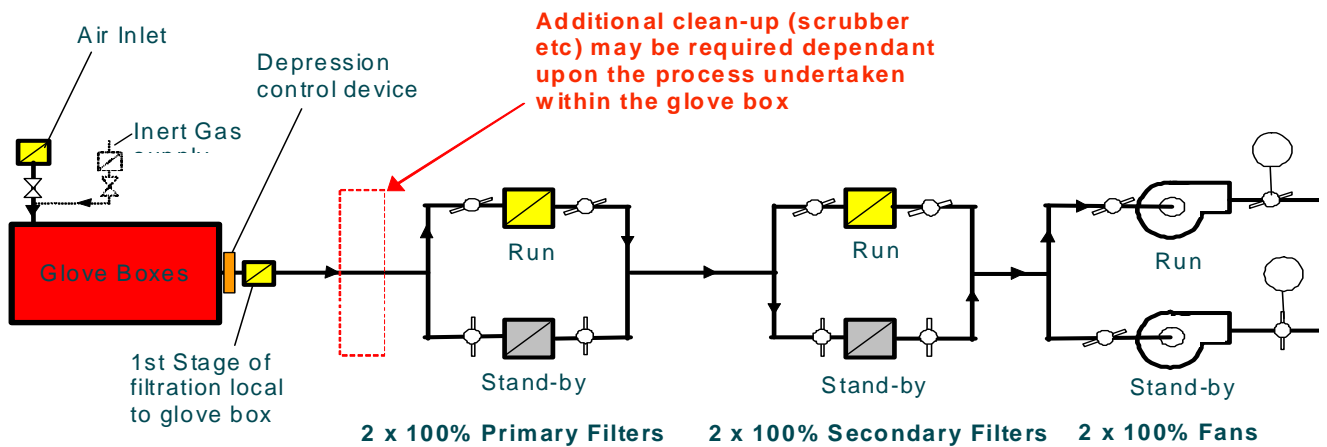 Air Inlet
Depression
control device
Inert Gas
Additional clean-up (scrubber
etc) may be required dependant
upon the process undertaken
within the glove box
Glove Boxes
1st Stage of
filtration local
to glove box
Run
Stand-by
2 x 100% Primary Filters
Run
Stand-by
2 x 100% Secondary Filters
Run
Stand-by
2 x 100% Fans